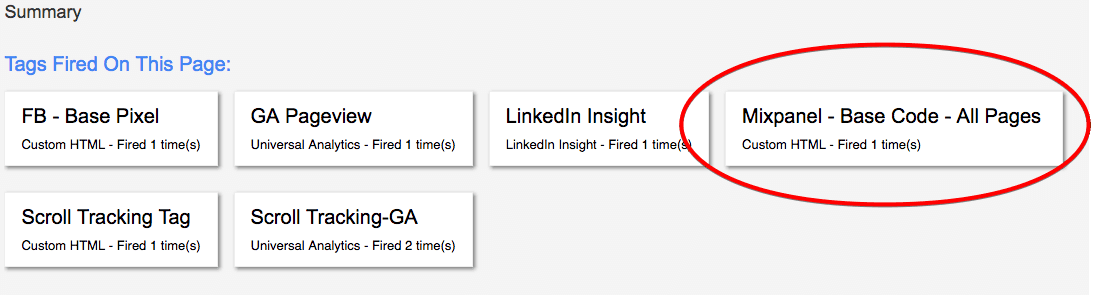 Summary
Tags Fired On This Page:
FB - Base Pixel
Custom HTML - Fired 1 time(s)
GA Pageview
Universal Analytics - Fired 1 time(s)
LinkedIn Insight
LinkedIn Insight - Fired 1 time(s)
Mixpanel - Base Code - All Pages
Custom HTML - Fired 1 time(s)
Scroll Tracking Tag
Custom HTML - Fired 1 time(s)
Scroll Tracking-GA
Universal Analytics - Fired 2 time(s)